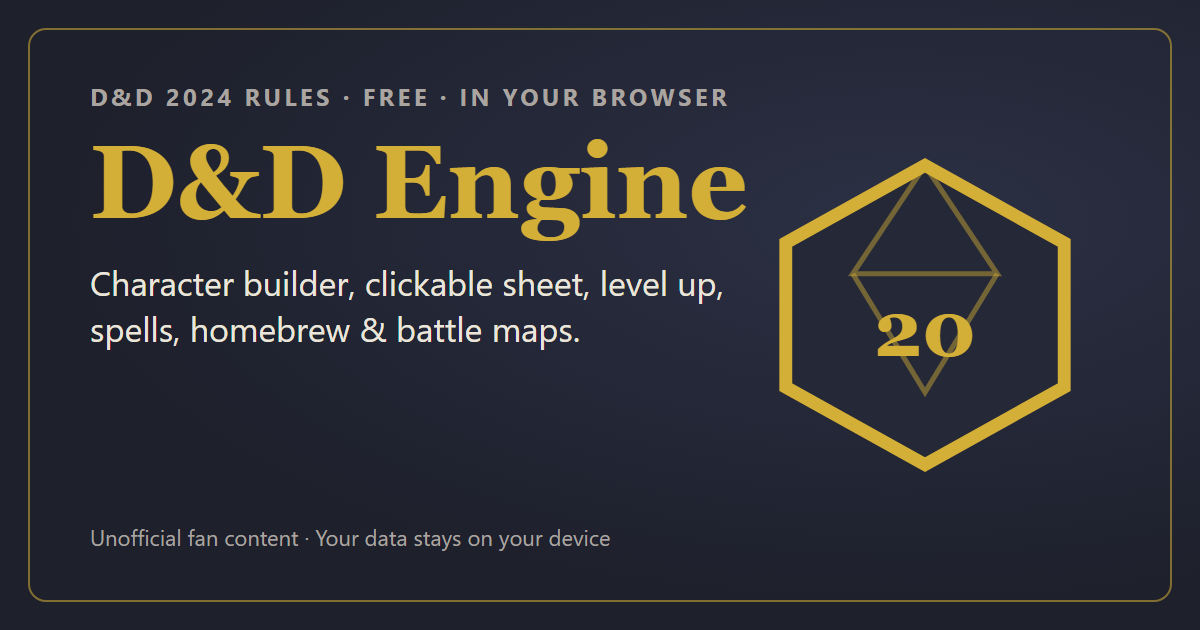 D&D 2024 RULES · FREE · IN YOUR BROWSER
D&D Engine
Character builder, clickable sheet, level up,
spells, homebrew & battle maps.
20
Unofficial fan content · Your data stays on your device